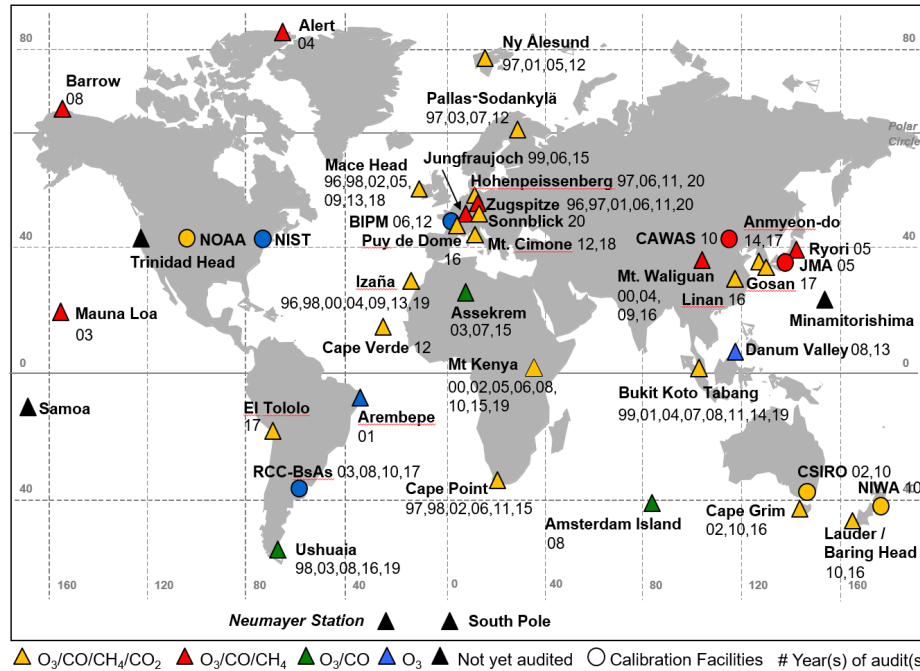 Alert
04
80
80
Ny Ålesund
97,01,05,12
Barrow
08
Pallas-Sodankylä
97,03,07,12
Polar
Circle
Mace Head
96,98,02,05,
09,13,18
Jungfraujoch 99,06,15
Hohenpeissenberg 97,06,11, 20
Zugspitze 96,97,01,06,11,20
Sonnblick 20
BIPM 06,12
Puy de Dome
16
Mt. Cimone 12,18
Anmyeon-do
14,17
CAWAS 10
Ryori 05
JMA 05
Gosan 17
40
40
NOAA
NIST
Trinidad Head
Mt. Waliguan
00,04,
09,16
Linan 16
Minamitorishima
Izaña
96,98,00,04,09,13,19
Assekrem
03,07,15
Mauna Loa
03
Cape Verde 12
Mt Kenya
00,02,05,06,08,
10,15,19
Danum Valley 08,13
0
0
Bukit Koto Tabang
99,01,04,07,08,11,14,19
Samoa
El Tololo
17
Arembepe
01
RCC-BsAs 03,08,10,17
Cape Point
97,98,02,06,11,15
CSIRO 02,10
NIWA 10
40
40
Amsterdam Island
08
Cape Grim
02,10,16
Lauder /
Baring Head
10,16
Ushuaia
98,03,08,16,19
160
80
40
0
40
80
120
160
Neumayer Station
South Pole
O3/CO/CH4/CO2
O3/CO/CH4
O3/CO
O3
Not yet audited
Calibration Facilities
# Year(s) of audit(s